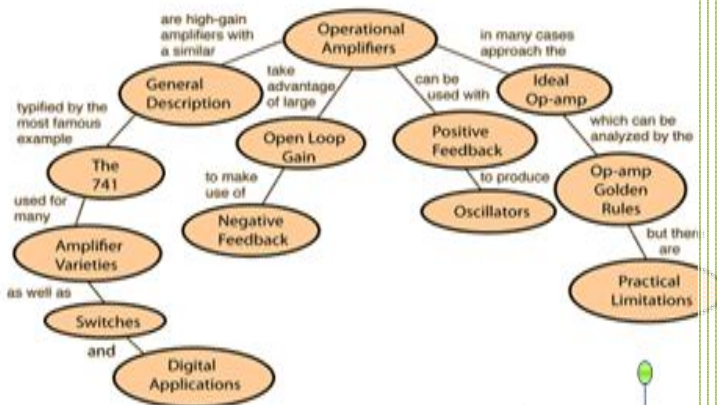 Operational
Amplifiers
are high-gain
amplifiers with
a similar
General
Description
typified by the
most famous
example
The
741
used for
many
Amplifier
Varieties
as well as
Switches
and
Digital
Applications
take
advantage
of large
Open Loop
Gain
to make
use of
Negative
Feedback
can be
used with
Positive
Feedback
to produce
Oscillators
in many cases
approach the
Ideal
Op-amp
which can be
analyzed by the
Op-amp
Golden
Rules
but there
are
Practical
Limitations